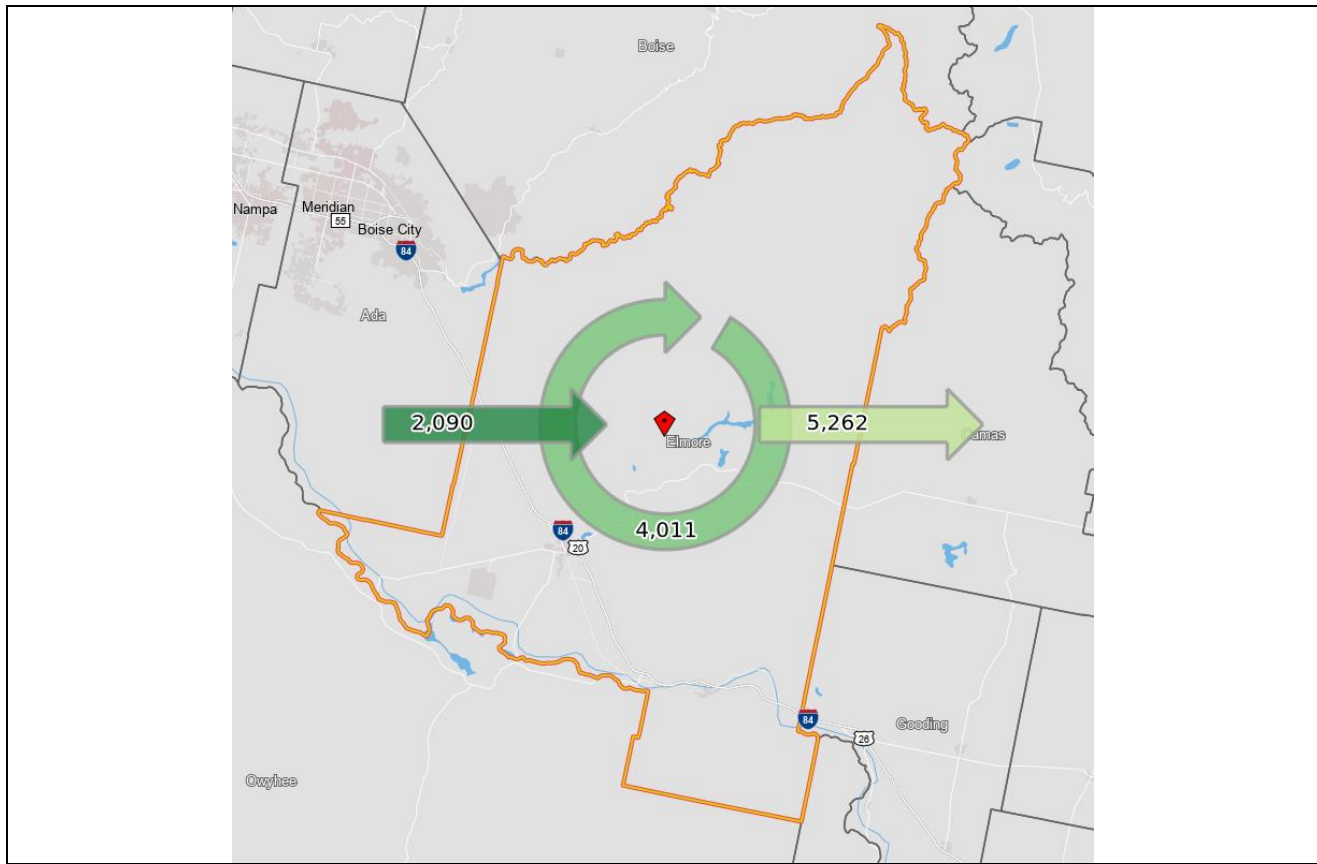 Boise
Nampa
Meridian
55
Boise City
84
Ada
2,090
5,262
Elmore
Camas
4,011
84
20
84
Gooding
26
Owyhee